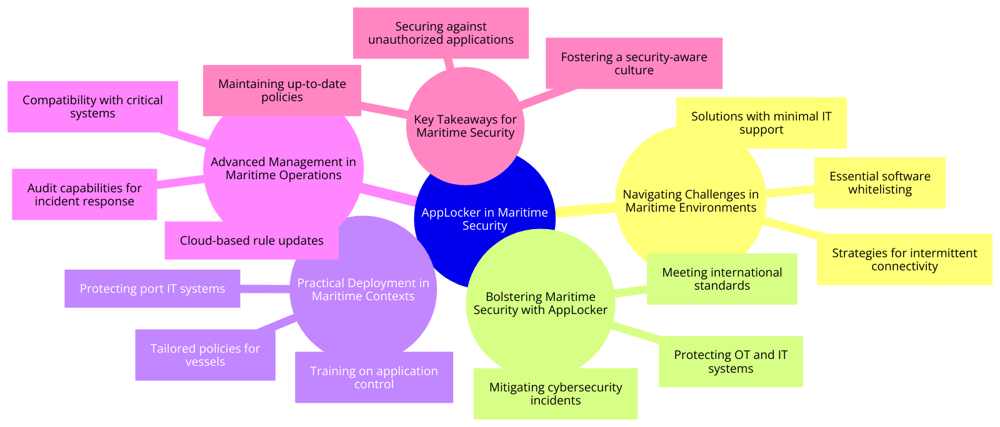 Securing against
unauthorized applications
Fostering a security-aware
culture
Maintaining up-to-date
policies
Key Takeaways for
Maritime Security
Compatibility with critical
systems
Advanced Management in
Maritime Operations
Audit capabilities for
incident response
Cloud-based rule updates
AppLocker in Maritime
Security
Solutions with minimal IT
support
Navigating Challenges in
Maritime Environments
Essential software
whitelisting
Strategies for intermittent
connectivity
Practical Deployment in
Maritime Contexts
Protecting port IT systems
Tailored policies for
vessels
Training on application
control
Bolstering Maritime
Security with AppLocker
Meeting international
standards
Protecting OT and IT
systems
Mitigating cybersecurity
incidents